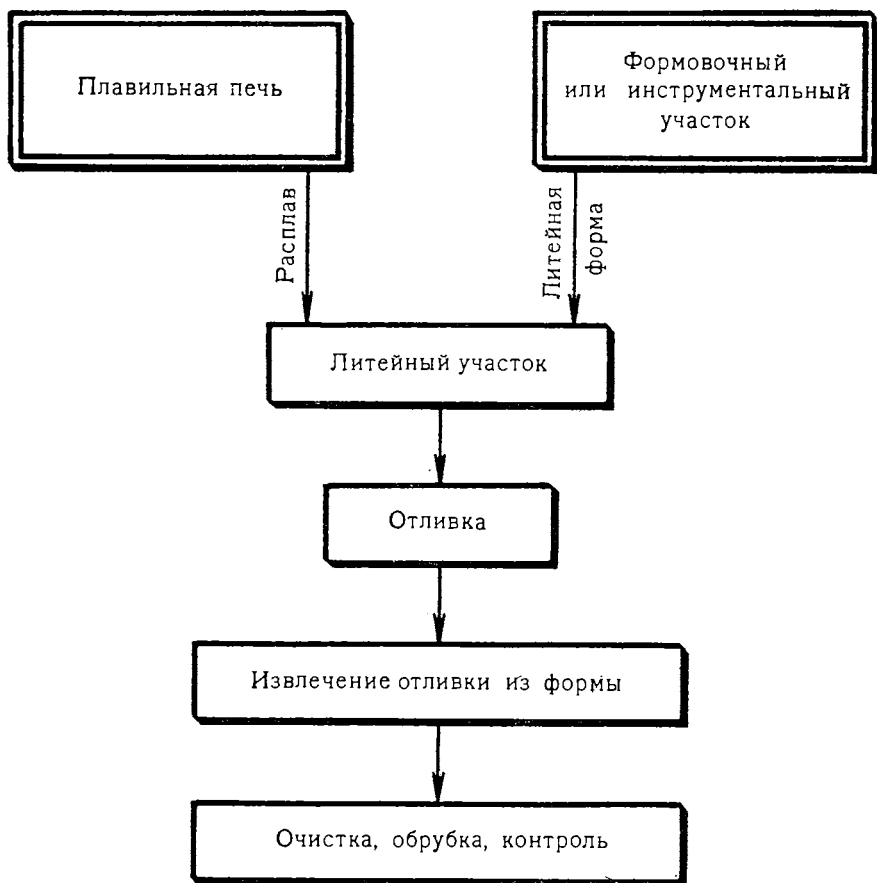 Плавильная печь
Формовочный
или инструментальный
участок
Расплав
Литейная
форма
Литейный участок
Отливка
Извлечение отливки из формы
Очистка, обрубка, контроль